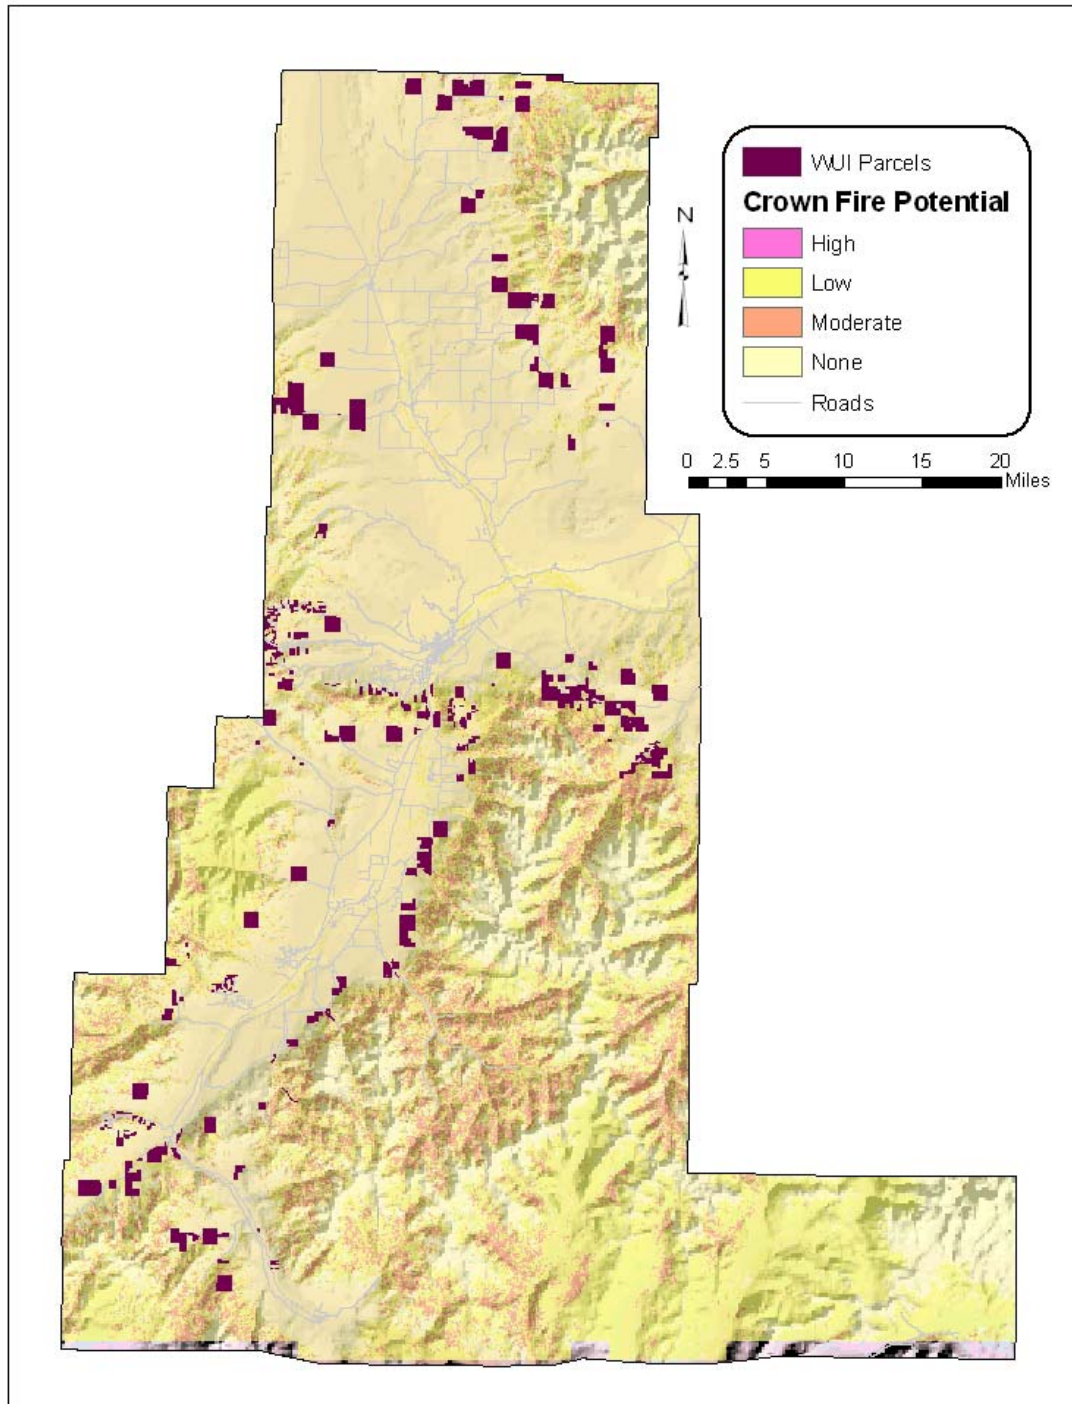 WUI Parcels
Crown Fire Potential
High
Low
Moderate
None
Roads
N
0 2.5 5 10 15 20
Miles